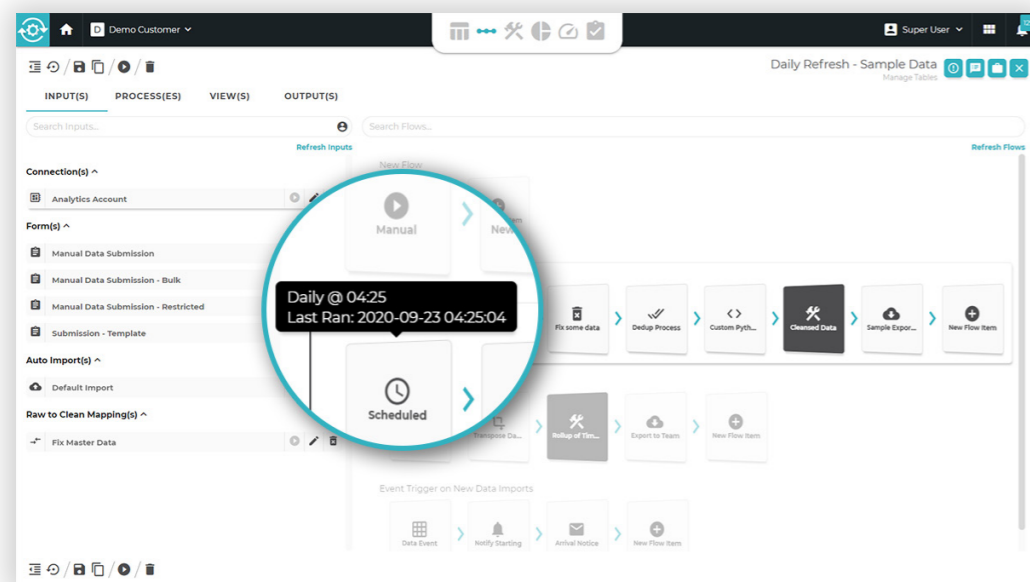 D Demo Customer
Super User
Daily Refresh - Sample Data
Manage Tables
INPUT(S) PROCESS(ES) VIEW(S) OUTPUT(S)
Search Inputs...
Search Flows...
Refresh Inputs
Refresh Flows
Connection(s)
Analytics Account
Form(s)
Manual Data Submission
Manual Data Submission - Bulk
Manual Data Submission - Restricted
Submission - Template
Auto Import(s)
Default Import
Raw to Clean Mapping(s)
Fix Master Data
New Flow
Manual
New
Daily @ 04:25
Last Ran: 2020-09-23 04:25:04
Scheduled
Fix some data
Dedup Process
Custom Pyth...
Cleansed Data
Sample Expor...
New Flow Item
Transpose Da...
Rollup of Tim...
Export to Team
New Flow Item
Event Trigger on New Data Imports
Data Event
Notify Starting
Arrival Notice
New Flow Item